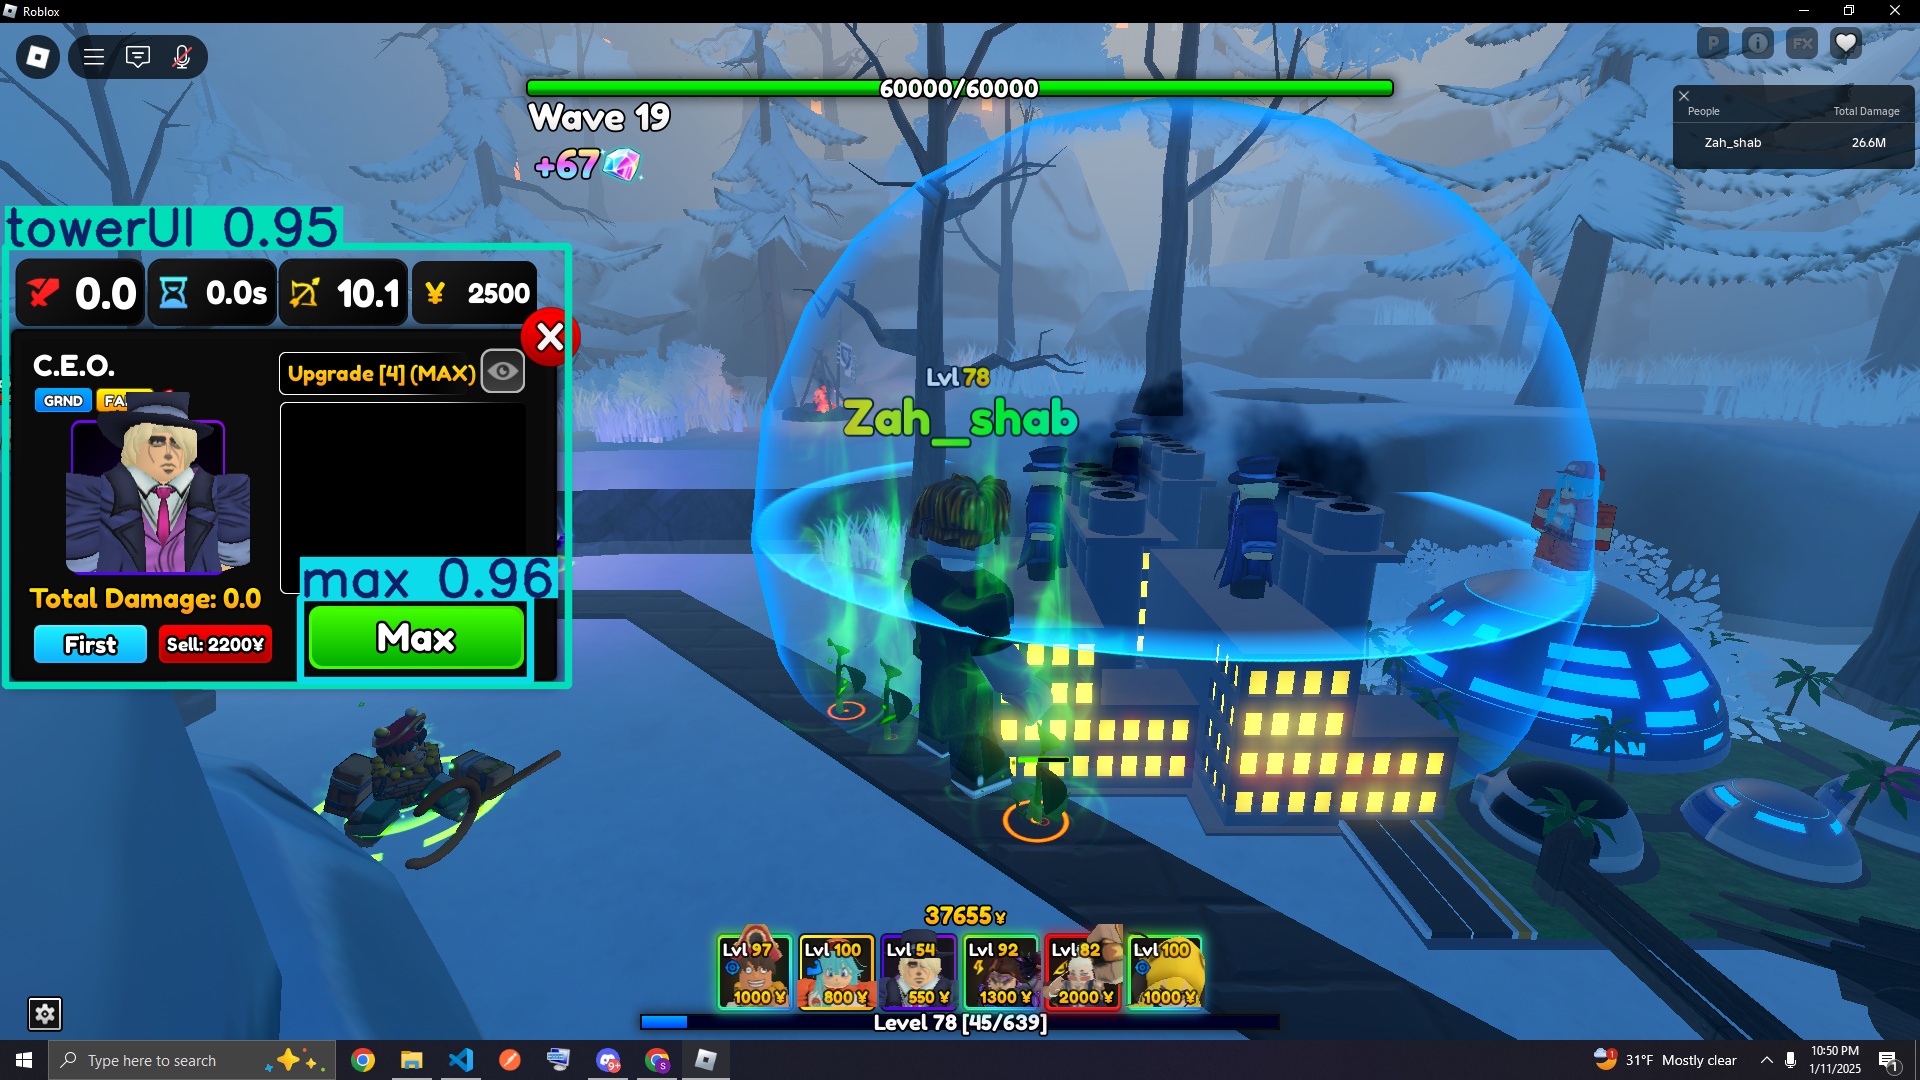 Roblox
P
FX
60000/60000
Wave 19
+67
People Total Damage
Zah_shab 26.6M
towerUI 0.95
0.0
0.0s
10.1
¥ 2500
C.E.O.
GRND
Upgrade [4] (MAX)
max 0.96
Total Damage: 0.0
First
Sell: 2200¥
Max
Lvl 78
Zah_shab
37655¥
Lvl 97
Lvl 100
Lvl 54
Lvl 92
Lvl 82
Lvl 100
1000 ¥
800 ¥
550 ¥
1300 ¥
2000 ¥
1000 ¥
Level 78 [45/639]
Type here to search
9+
S
1
31°F Mostly clear
10:50 PM
1/11/2025
1